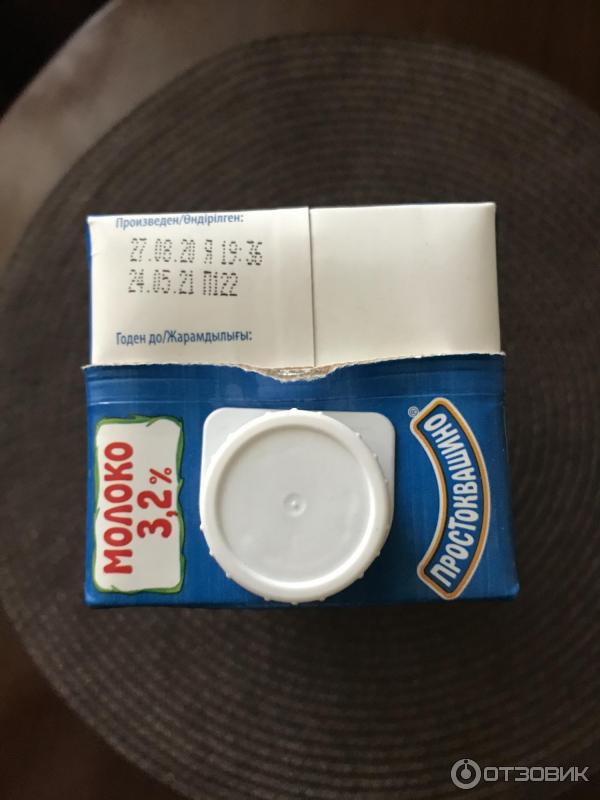 Произведен/Өндірілген:
27.08.20 Я 19:36
24.05.21 П122
Годен до/Жарамдылығы:
МОЛОКО
3,2%
ПРОСТОКВАШИНО
®
ОТЗОВИК